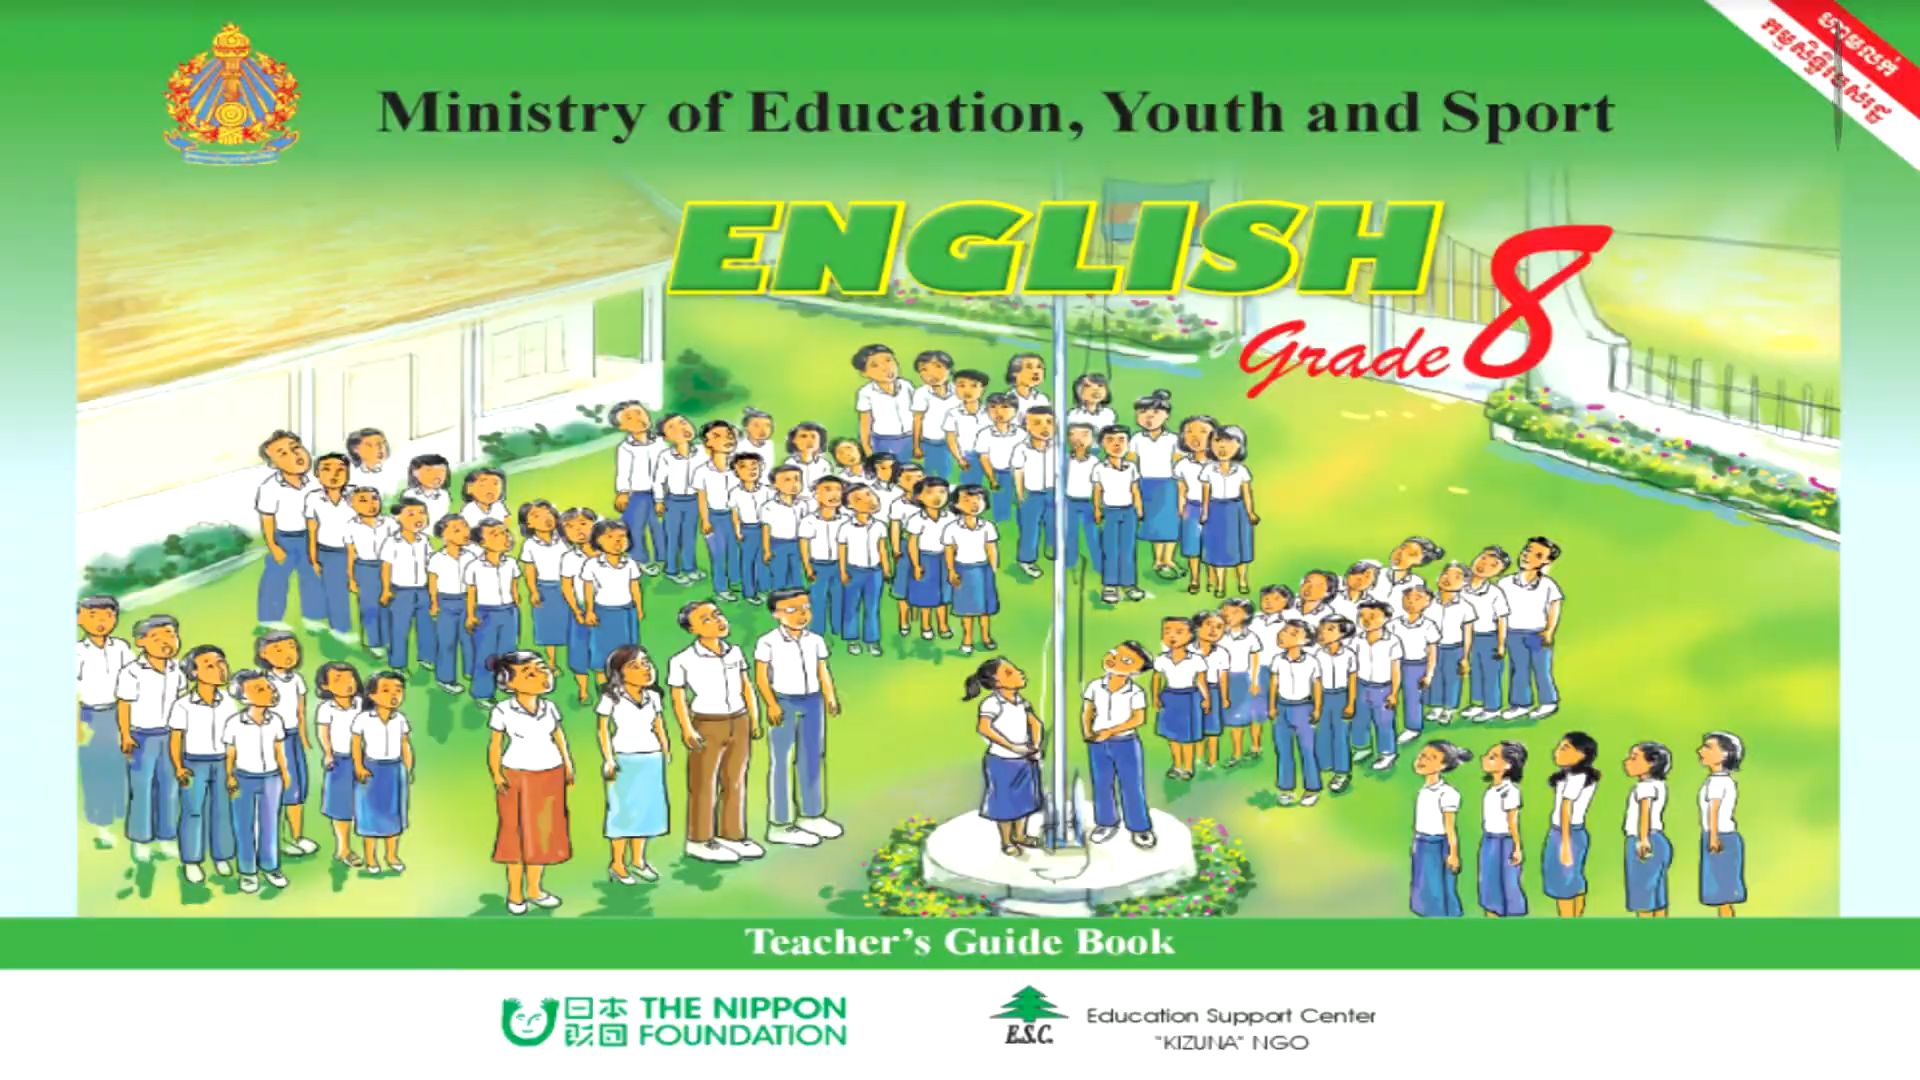 Ministry of Education, Youth and Sport
ENGLISH
Grade 8
Teacher's Guide Book
日本
財団
THE NIPPON
FOUNDATION
E.S.C.
Education Support Center
"KIZUNA" NGO